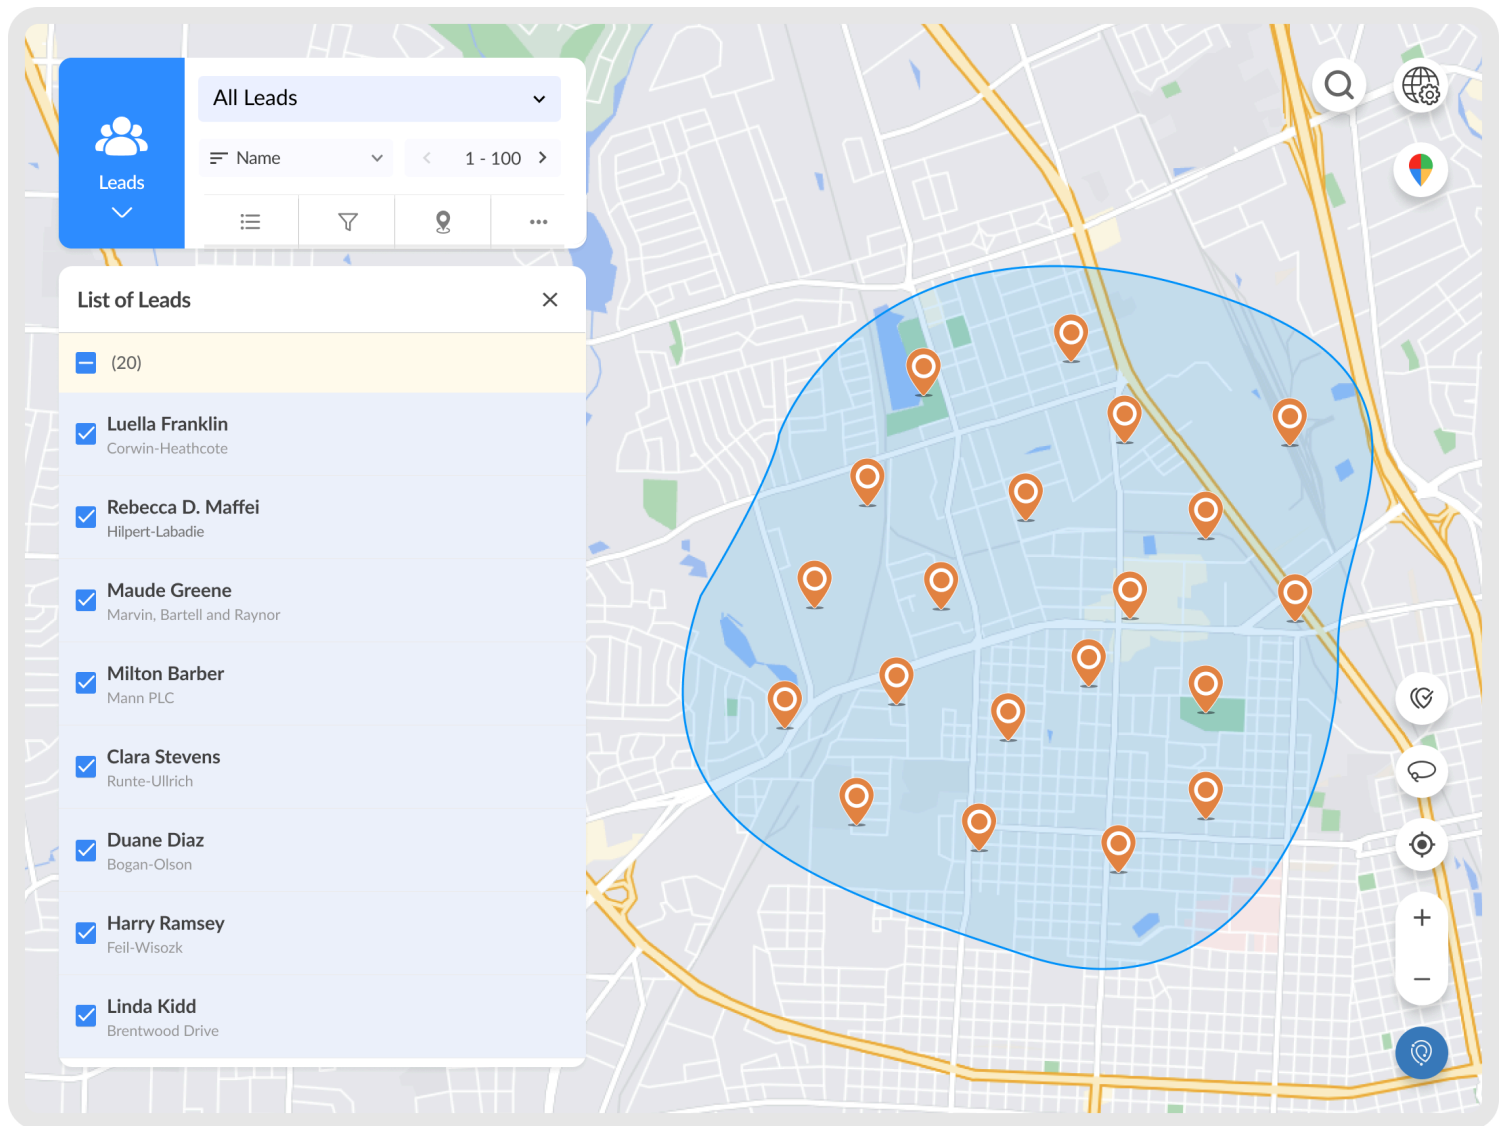 Leads
All Leads
Name
1 - 100
List of Leads
(20)
Luella Franklin
Corwin-Heathcote
Rebecca D. Maffei
Hilpert-Labadie
Maude Greene
Marvin, Bartell and Raynor
Milton Barber
Mann PLC
Clara Stevens
Runte-Ullrich
Duane Diaz
Bogan-Olson
Harry Ramsey
Feil-Wisozk
Linda Kidd
Brentwood Drive